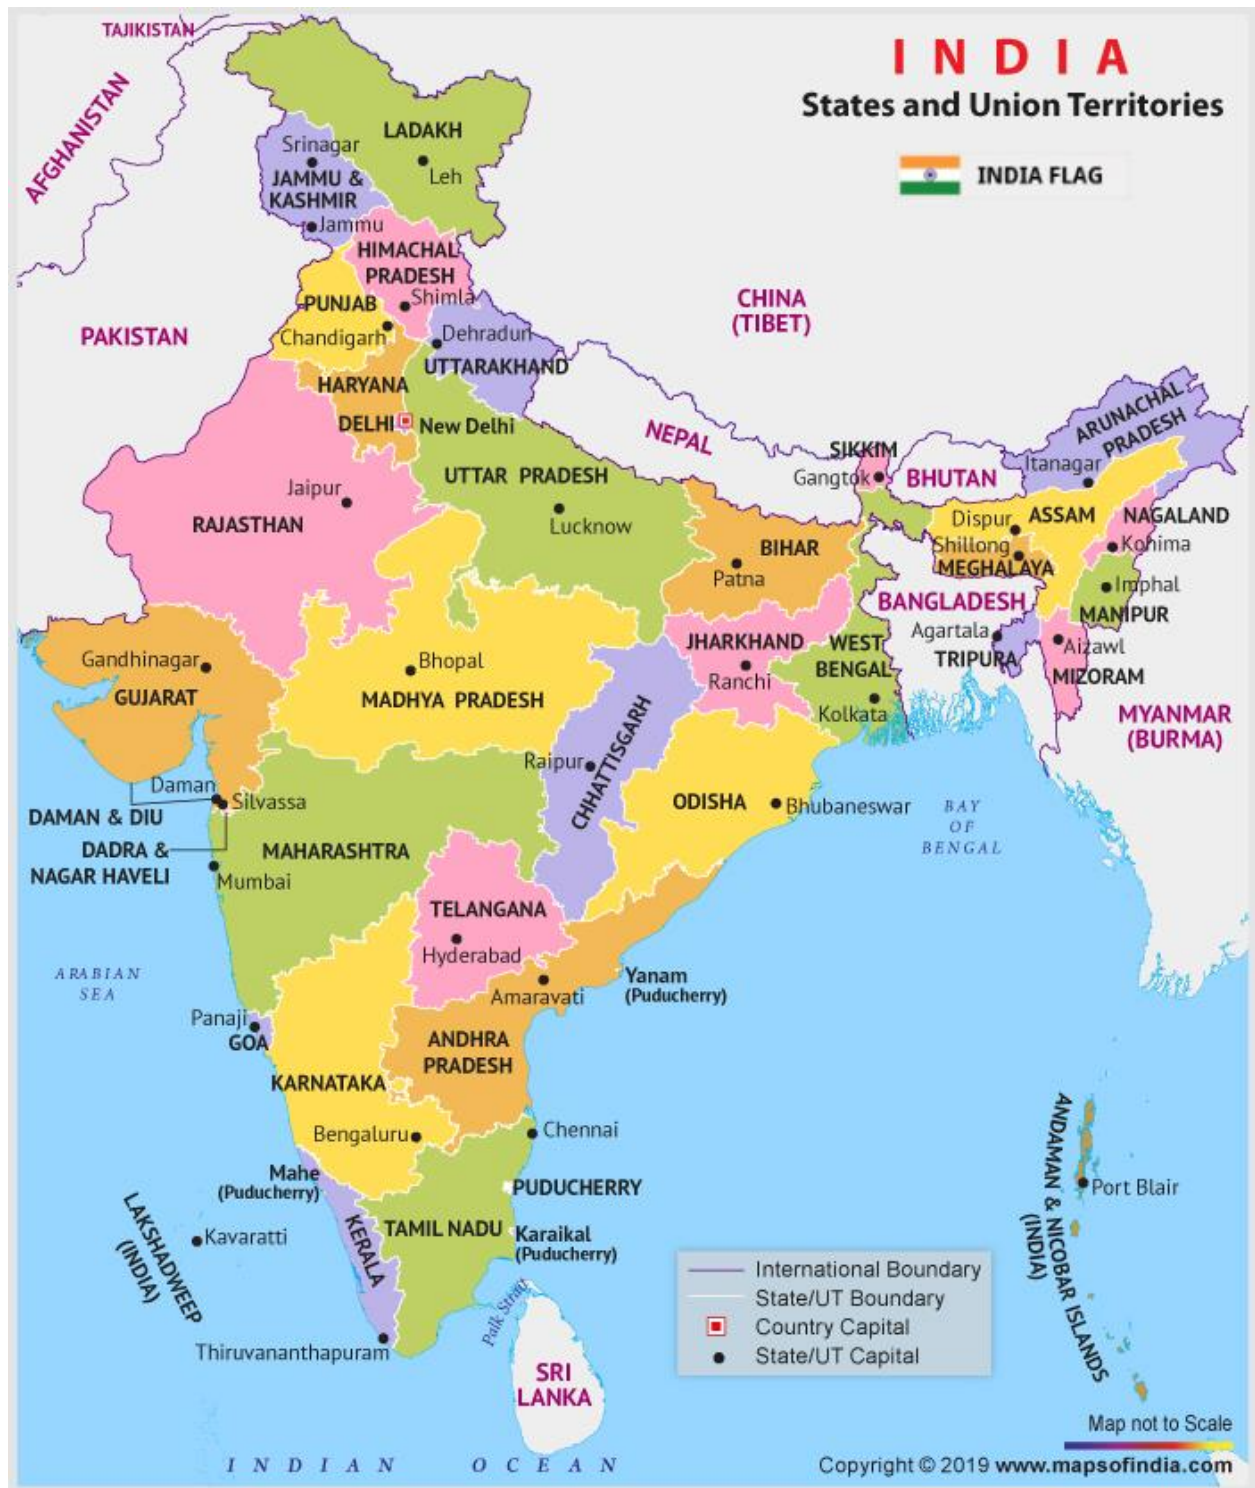 TAJIKISTAN
INDIA
States and Union Territories
AFGHANISTAN
LADAKH
Srinagar
Leh
JAMMU &
KASHMIR
INDIA FLAG
Jammu
HIMACHAL
PRADESH
Shimla
PUNJAB
Chandigarh
CHINA
(TIBET)
PAKISTAN
Dehradun
UTTARAKHAND
HARYANA
DELHI
New Delhi
NEPAL
ARUNACHAL
PRADESH
SIKKIM
Gangtok
BHUTAN
Itanagar
UTTAR PRADESH
Jaipur
RAJASTHAN
Lucknow
Dispur
ASSAM
NAGALAND
BIHAR
Shillong
Kohima
MEGHALAYA
Patna
Imphal
BANGLADESH
MANIPUR
Agartala
JHARKHAND
WEST
BENGAL
TRIPURA
Aizawl
Gandhinagar
Bhopal
Ranchi
MIZORAM
GUJARAT
MADHYA PRADESH
Kolkata
MYANMAR
(BURMA)
CHHATTISGARH
Raipur
Daman
Silvassa
ODISHA
Bhubaneswar
BAY
OF
BENGAL
DAMAN & DIU
DADRA &
NAGAR HAVELI
MAHARASHTRA
Mumbai
TELANGANA
Hyderabad
ARABIAN
SEA
Yanam
(Puducherry)
Amaravati
Panaji
GOA
ANDHRA
PRADESH
KARNATAKA
Bengaluru
Chennai
ANDAMAN & NICOBAR ISLANDS
(INDIA)
Mahe
(Puducherry)
PUDUCHERRY
Port Blair
LAKSHADWEEP
(INDIA)
Kavaratti
KERALA
TAMIL NADU
Karaikal
(Puducherry)
International Boundary
State/UT Boundary
Country Capital
State/UT Capital
Palk Strait
Thiruvananthapuram
SRI
LANKA
Map not to Scale
INDIAN OCEAN
Copyright © 2019 www.mapsofindia.com